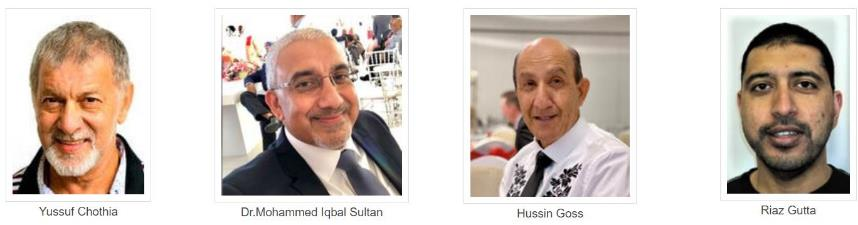 Yussuf Chothia
Dr.Mohammed Iqbal Sultan
Hussin Goss
Riaz Gutta